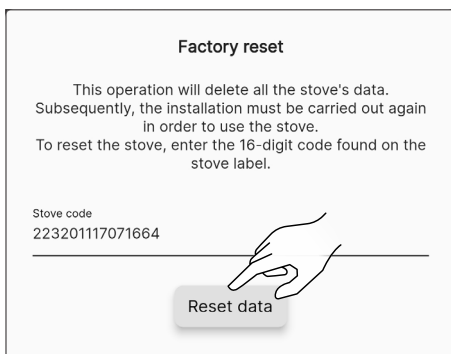 Factory reset
This operation will delete all the stove's data.
Subsequently, the installation must be carried out again
in order to use the stove.
To reset the stove, enter the 16-digit code found on the
stove label.
Stove code
223201117071664
Reset data